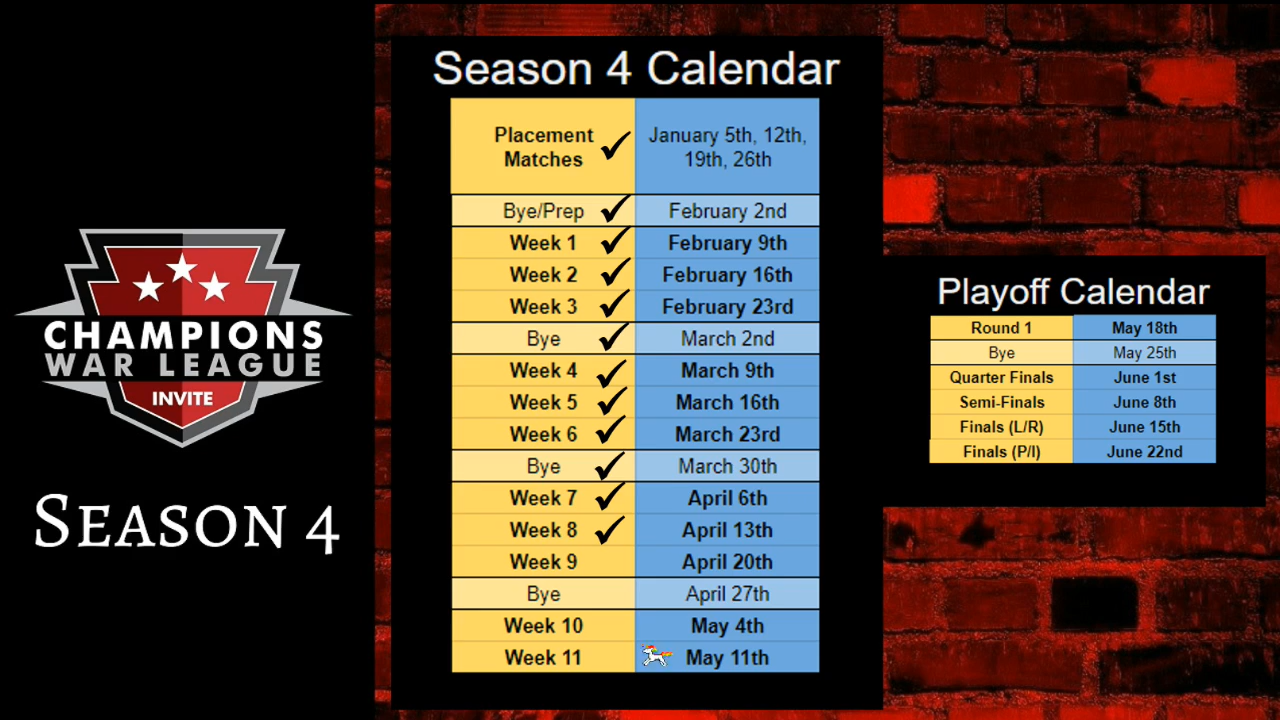 CHAMPIONS
WAR LEAGUE
INVITE
SEASON 4
Season 4 Calendar
Placement Matches January 5th, 12th, 19th, 26th
Bye/Prep February 2nd
Week 1 February 9th
Week 2 February 16th
Week 3 February 23rd
Bye March 2nd
Week 4 March 9th
Week 5 March 16th
Week 6 March 23rd
Bye March 30th
Week 7 April 6th
Week 8 April 13th
Week 9 April 20th
Bye April 27th
Week 10 May 4th
Week 11 May 11th
Playoff Calendar
Round 1 May 18th
Bye May 25th
Quarter Finals June 1st
Semi-Finals June 8th
Finals (L/R) June 15th
Finals (P/I) June 22nd